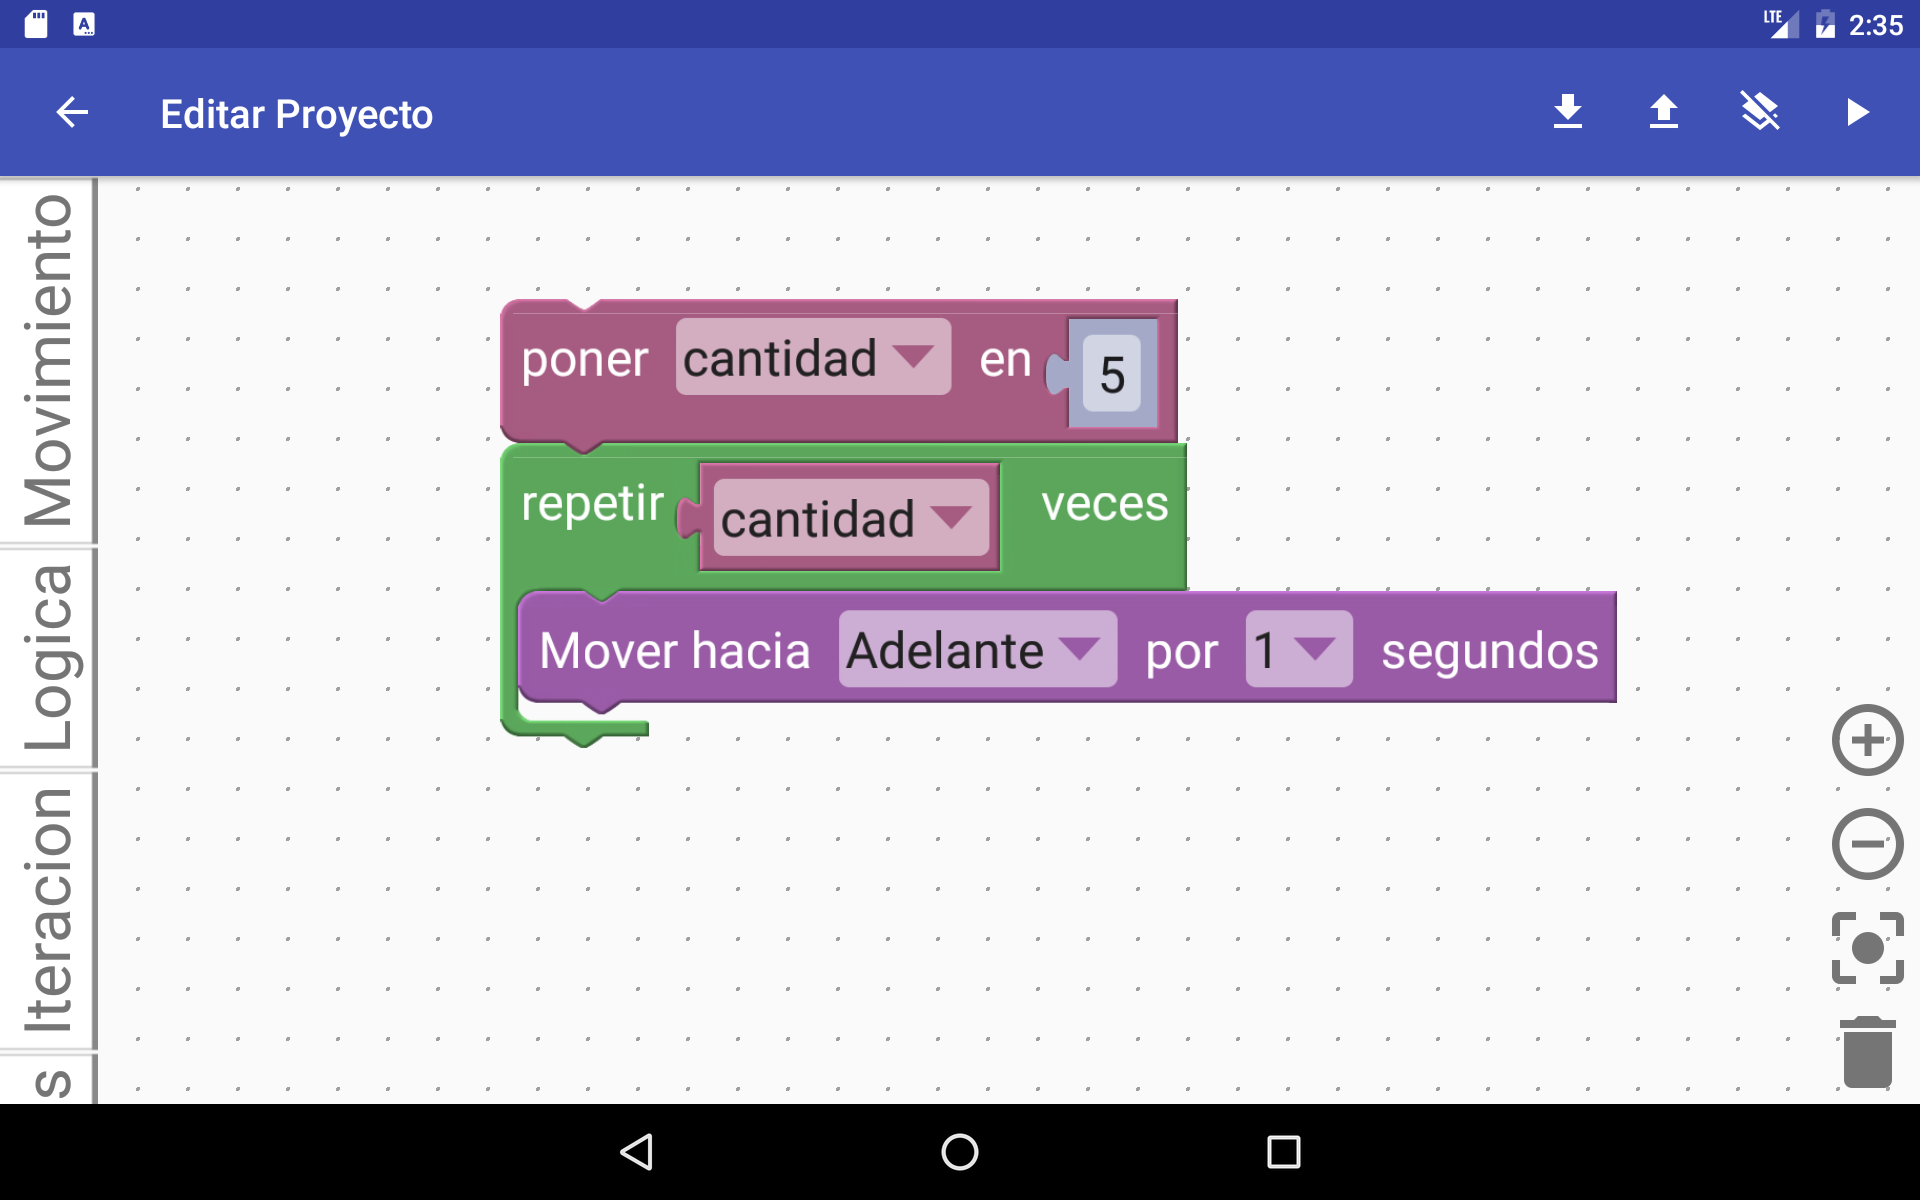 LTE 2:35
Editar Proyecto
Movimiento
Logica
Iteracion
s
poner cantidad en 5
repetir cantidad veces
Mover hacia Adelante por 1 segundos